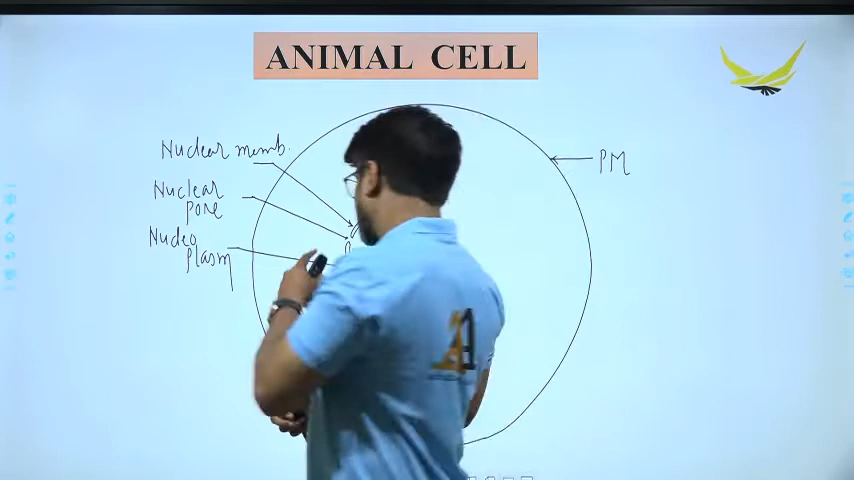 ANIMAL CELL
Nuclear memb.
PM
Nuclear
pore
Nucleo
plasm